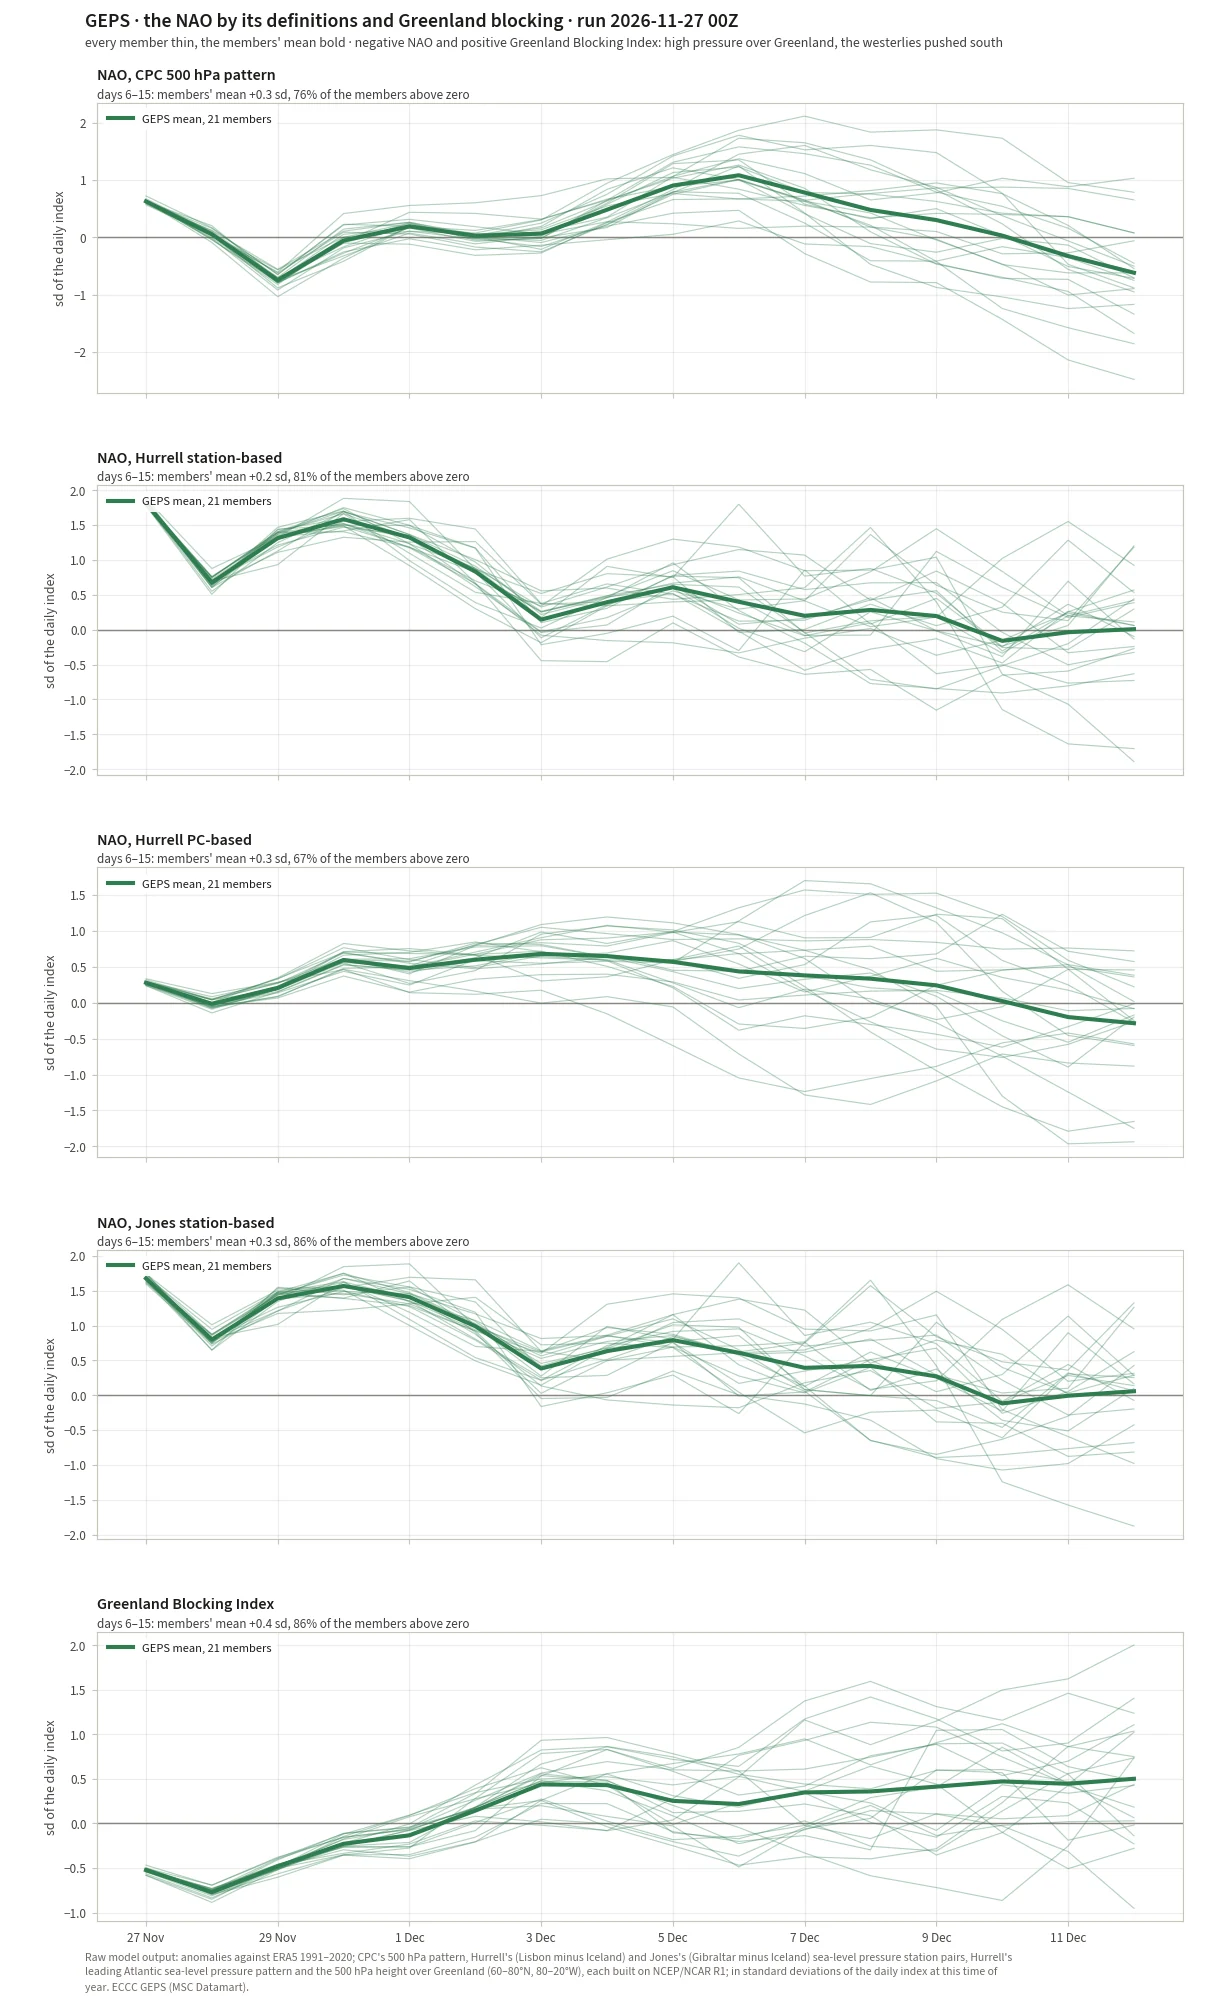 GEPS · the NAO by its definitions and Greenland blocking · run 2026-11-27 00Z
every member thin, the members' mean bold · negative NAO and positive Greenland Blocking Index: high pressure over Greenland, the westerlies pushed south
NAO, CPC 500 hPa pattern
days 6–15: members' mean +0.3 sd, 76% of the members above zero
GEPS mean, 21 members
2
1
0
−1
−2
sd of the daily index
NAO, Hurrell station-based
days 6–15: members' mean +0.2 sd, 81% of the members above zero
GEPS mean, 21 members
2.0
1.5
1.0
0.5
0.0
−0.5
−1.0
−1.5
−2.0
sd of the daily index
NAO, Hurrell PC-based
days 6–15: members' mean +0.3 sd, 67% of the members above zero
GEPS mean, 21 members
1.5
1.0
0.5
0.0
−0.5
−1.0
−1.5
−2.0
sd of the daily index
NAO, Jones station-based
days 6–15: members' mean +0.3 sd, 86% of the members above zero
GEPS mean, 21 members
2.0
1.5
1.0
0.5
0.0
−0.5
−1.0
−1.5
−2.0
sd of the daily index
Greenland Blocking Index
days 6–15: members' mean +0.4 sd, 86% of the members above zero
GEPS mean, 21 members
2.0
1.5
1.0
0.5
0.0
−0.5
−1.0
sd of the daily index
27 Nov 29 Nov 1 Dec 3 Dec 5 Dec 7 Dec 9 Dec 11 Dec
Raw model output: anomalies against ERA5 1991–2020; CPC's 500 hPa pattern, Hurrell's (Lisbon minus Iceland) and Jones's (Gibraltar minus Iceland) sea-level pressure station pairs, Hurrell's
leading Atlantic sea-level pressure pattern and the 500 hPa height over Greenland (60–80°N, 80–20°W), each built on NCEP/NCAR R1; in standard deviations of the daily index at this time of
year. ECCC GEPS (MSC Datamart).